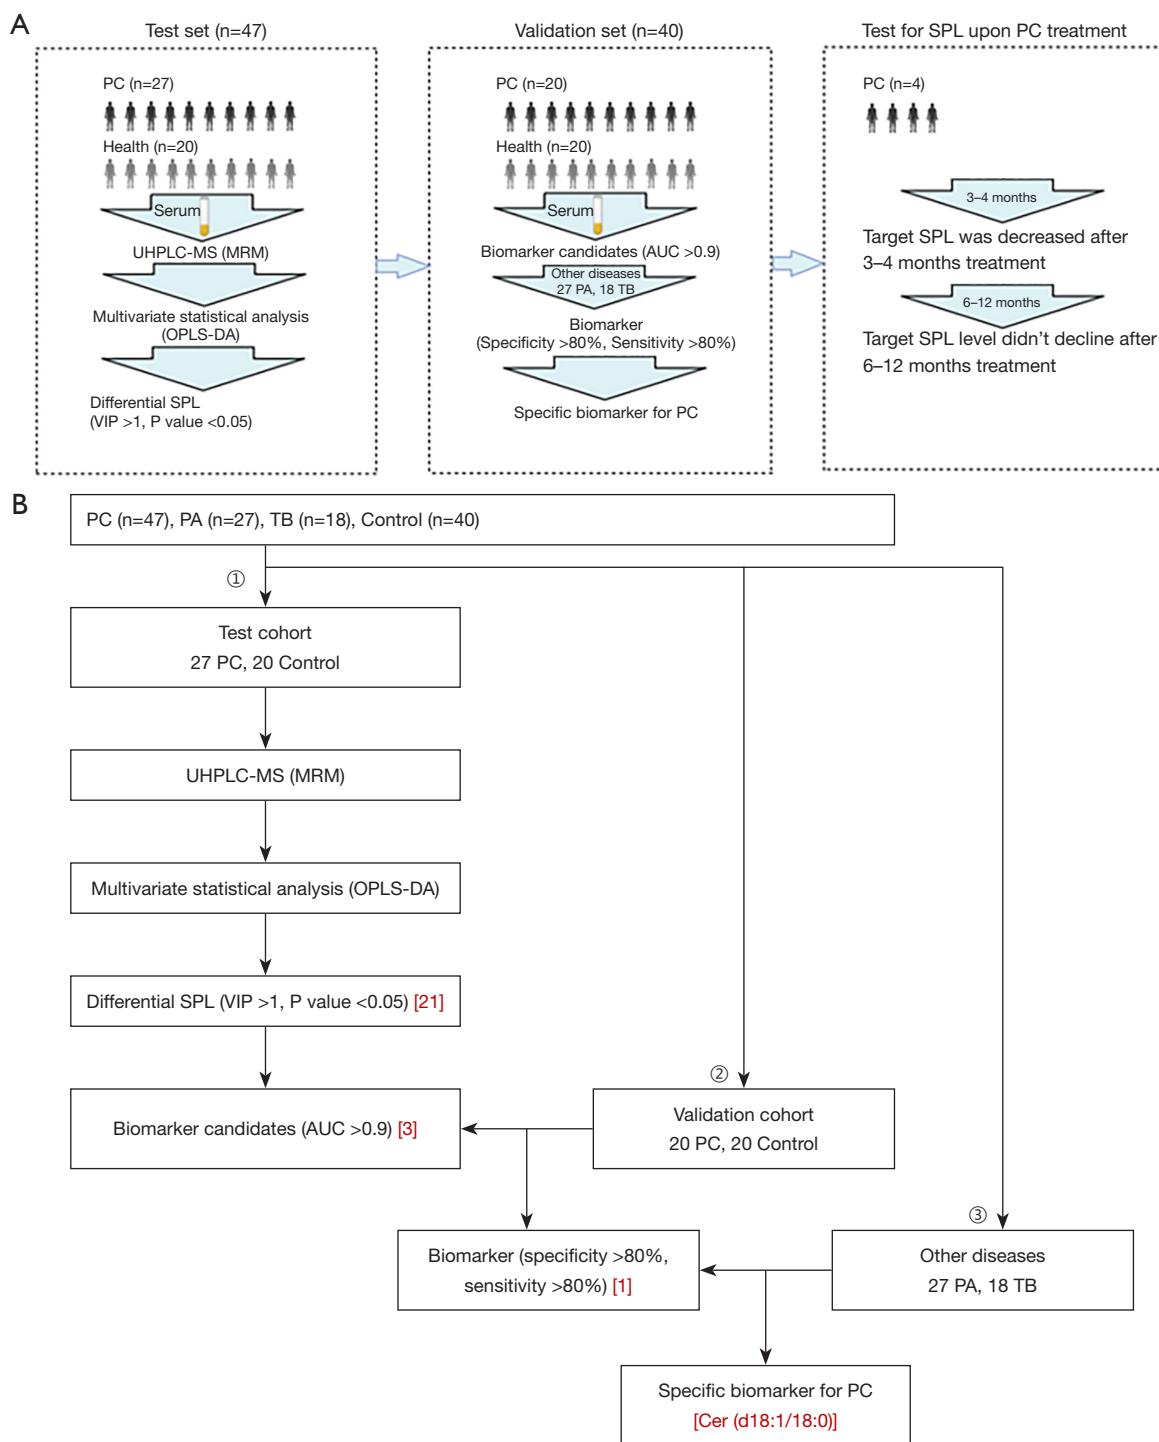 A
Test set (n=47)
PC (n=27)
Health (n=20)
Serum
UHPLC-MS (MRM)
Multivariate statistical analysis
(OPLS-DA)
Differential SPL
(VIP >1, P value <0.05)
Validation set (n=40)
PC (n=20)
Health (n=20)
Serum
Biomarker candidates (AUC >0.9)
Other diseases
27 PA, 18 TB
Biomarker
(Specificity >80%, Sensitivity >80%)
Specific biomarker for PC
Test for SPL upon PC treatment
PC (n=4)
3–4 months
Target SPL was decreased after
3–4 months treatment
6–12 months
Target SPL level didn't decline after
6–12 months treatment
B
PC (n=47), PA (n=27), TB (n=18), Control (n=40)
①
Test cohort
27 PC, 20 Control
UHPLC-MS (MRM)
Multivariate statistical analysis (OPLS-DA)
Differential SPL (VIP >1, P value <0.05) [21]
Biomarker candidates (AUC >0.9) [3]
②
Validation cohort
20 PC, 20 Control
Biomarker (specificity >80%,
sensitivity >80%) [1]
③
Other diseases
27 PA, 18 TB
Specific biomarker for PC
[Cer (d18:1/18:0)]